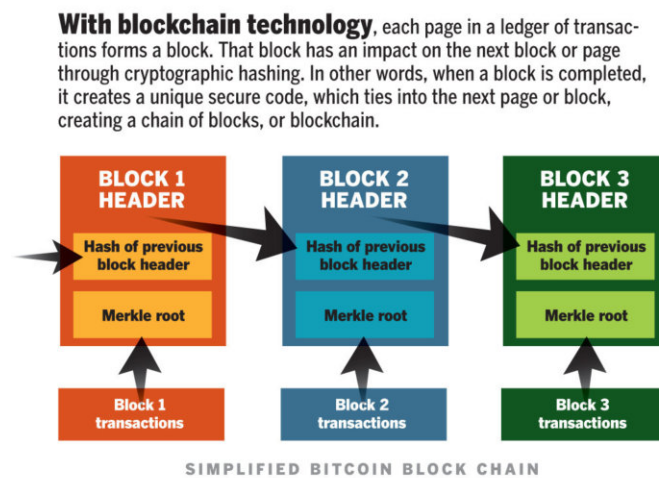 With blockchain technology, each page in a ledger of transac-
tions forms a block. That block has an impact on the next block or page
through cryptographic hashing. In other words, when a block is completed,
it creates a unique secure code, which ties into the next page or block,
creating a chain of blocks, or blockchain.
BLOCK 1
HEADER
Hash of previous
block header
Merkle root
Block 1
transactions
BLOCK 2
HEADER
Hash of previous
block header
Merkle root
Block 2
transactions
BLOCK 3
HEADER
Hash of previous
block header
Merkle root
Block 3
transactions
SIMPLIFIED BITCOIN BLOCK CHAIN